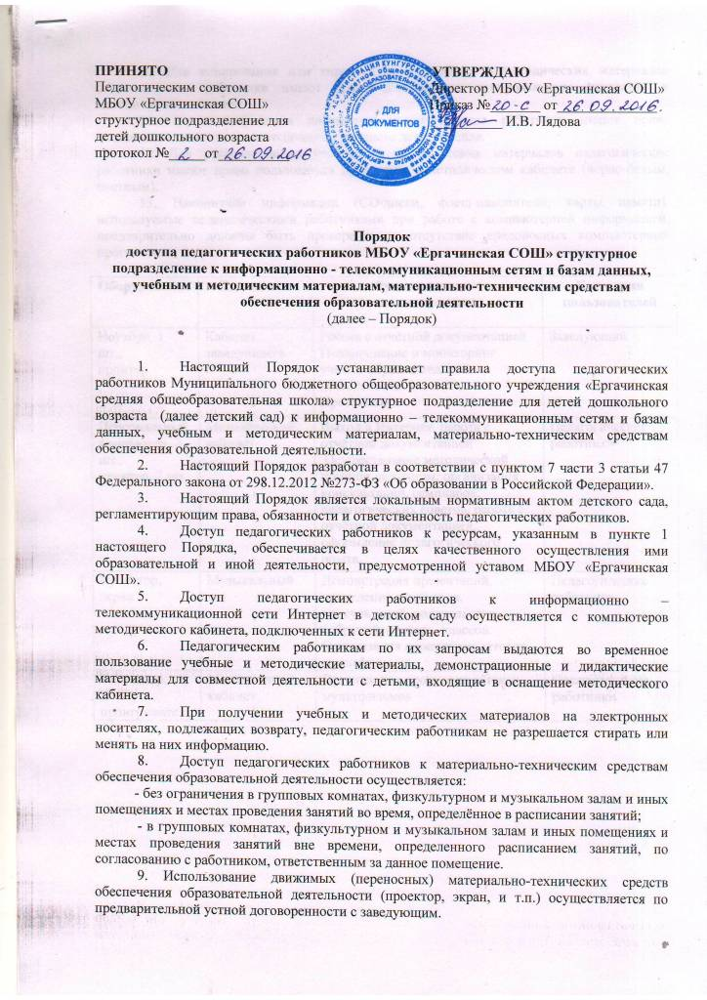 ПРИНЯТО
Педагогическим советом
МБОУ «Ергачинская СОШ»
структурное подразделение для
детей дошкольного возраста
протокол № 2 от 26.09.2016
УТВЕРЖДАЮ
Директор МБОУ «Ергачинская СОШ»
Приказ № 20-с от 26.09.2016.
И.В. Лядова
ДЛЯ
ДОКУМЕНТОВ
Порядок
доступа педагогических работников МБОУ «Ергачинская СОШ» структурное
подразделение к информационно - телекоммуникационным сетям и базам данных,
учебным и методическим материалам, материально-техническим средствам
обеспечения образовательной деятельности
(далее – Порядок)
1. Настоящий Порядок устанавливает правила доступа педагогических
работников Муниципального бюджетного общеобразовательного учреждения «Ергачинская
средняя общеобразовательная школа» структурное подразделение для детей дошкольного
возраста (далее детский сад) к информационно – телекоммуникационным сетям и базам
данных, учебным и методическим материалам, материально-техническим средствам
обеспечения образовательной деятельности.
2. Настоящий Порядок разработан в соответствии с пунктом 7 части 3 статьи 47
Федерального закона от 298.12.2012 №273-ФЗ «Об образовании в Российской Федерации».
3. Настоящий Порядок является локальным нормативным актом детского сада,
регламентирующим права, обязанности и ответственность педагогических работников.
4. Доступ педагогических работников к ресурсам, указанным в пункте 1
настоящего Порядка, обеспечивается в целях качественного осуществления ими
образовательной и иной деятельности, предусмотренной уставом МБОУ «Ергачинская
СОШ».
5. Доступ педагогических работников к информационно –
телекоммуникационной сети Интернет в детском саду осуществляется с компьютеров
методического кабинета, подключенных к сети Интернет.
6. Педагогическим работникам по их запросам выдаются во временное
пользование учебные и методические материалы, демонстрационные и дидактические
материалы для совместной деятельности с детьми, входящие в оснащение методического
кабинета.
7. При получении учебных и методических материалов на электронных
носителях, подлежащих возврату, педагогическим работникам не разрешается стирать или
менять на них информацию.
8. Доступ педагогических работников к материально-техническим средствам
обеспечения образовательной деятельности осуществляется:
- без ограничения в групповых комнатах, физкультурном и музыкальном залам и иных
помещениях и местах проведения занятий во время, определённое в расписании занятий;
- в групповых комнатах, физкультурном и музыкальном залам и иных помещениях и
местах проведения занятий вне времени, определенного расписанием занятий, по
согласованию с работником, ответственным за данное помещение.
9. Использование движимых (переносных) материально-технических средств
обеспечения образовательной деятельности (проектор, экран, и т.п.) осуществляется по
предварительной устной договоренности с заведующим.